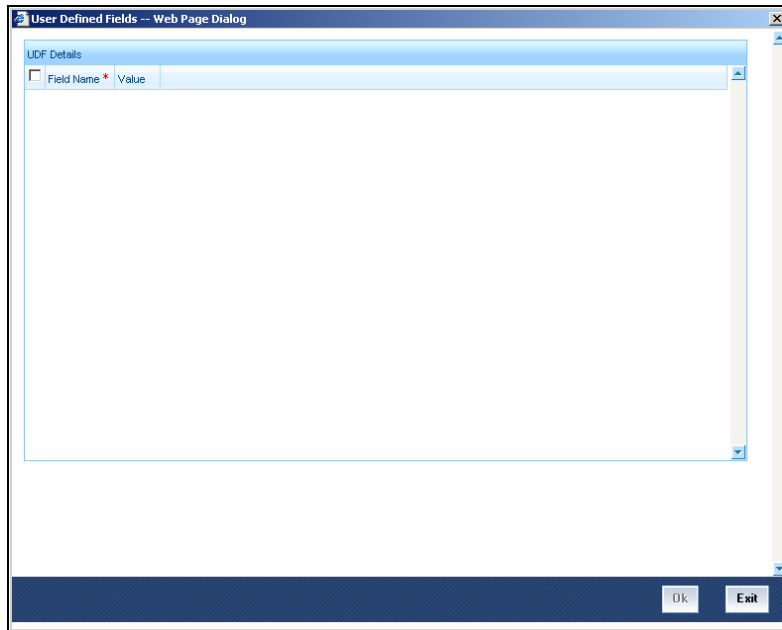 User Defined Fields -- Web Page Dialog
UDF Details
Field Name * Value
Ok Exit